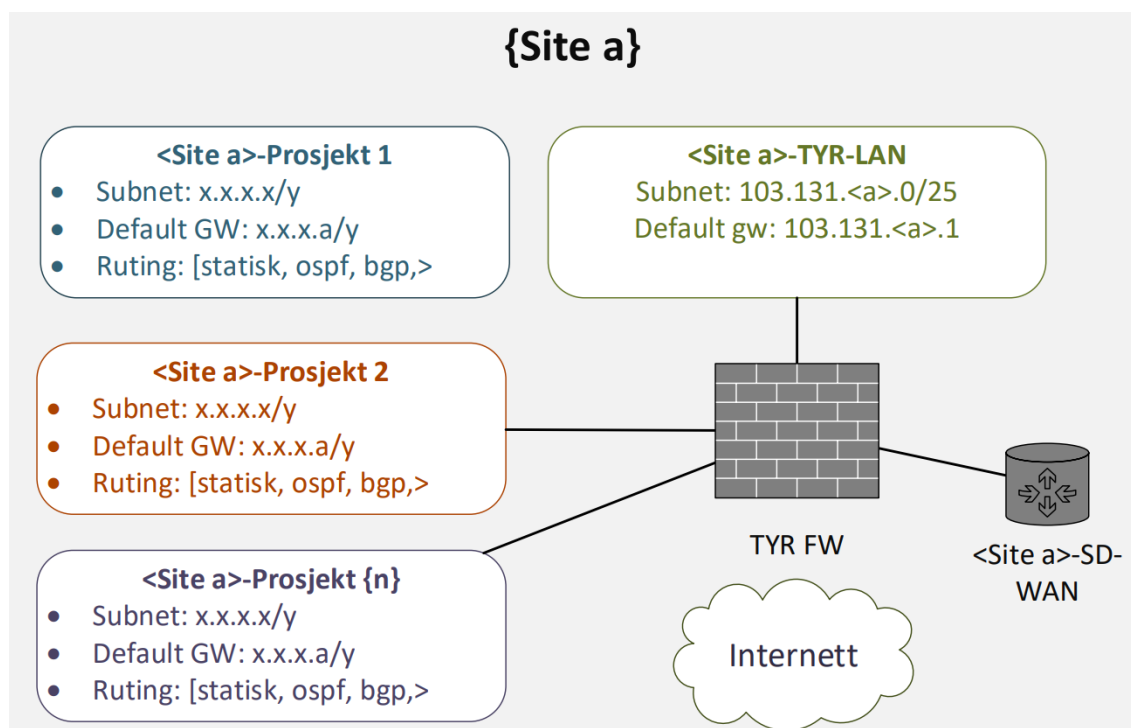 {Site a}
<Site a>-Prosjekt 1
• Subnet: x.x.x.x/y
• Default GW: x.x.x.a/y
• Ruting: [statisk, ospf, bgp,>
<Site a>-TYR-LAN
Subnet: 103.131.<a>.0/25
Default gw: 103.131.<a>.1
<Site a>-Prosjekt 2
• Subnet: x.x.x.x/y
• Default GW: x.x.x.a/y
• Ruting: [statisk, ospf, bgp,>
TYR FW
<Site a>-SD-
WAN
<Site a>-Prosjekt {n}
• Subnet: x.x.x.x/y
• Default GW: x.x.x.a/y
• Ruting: [statisk, ospf, bgp,>
Internett